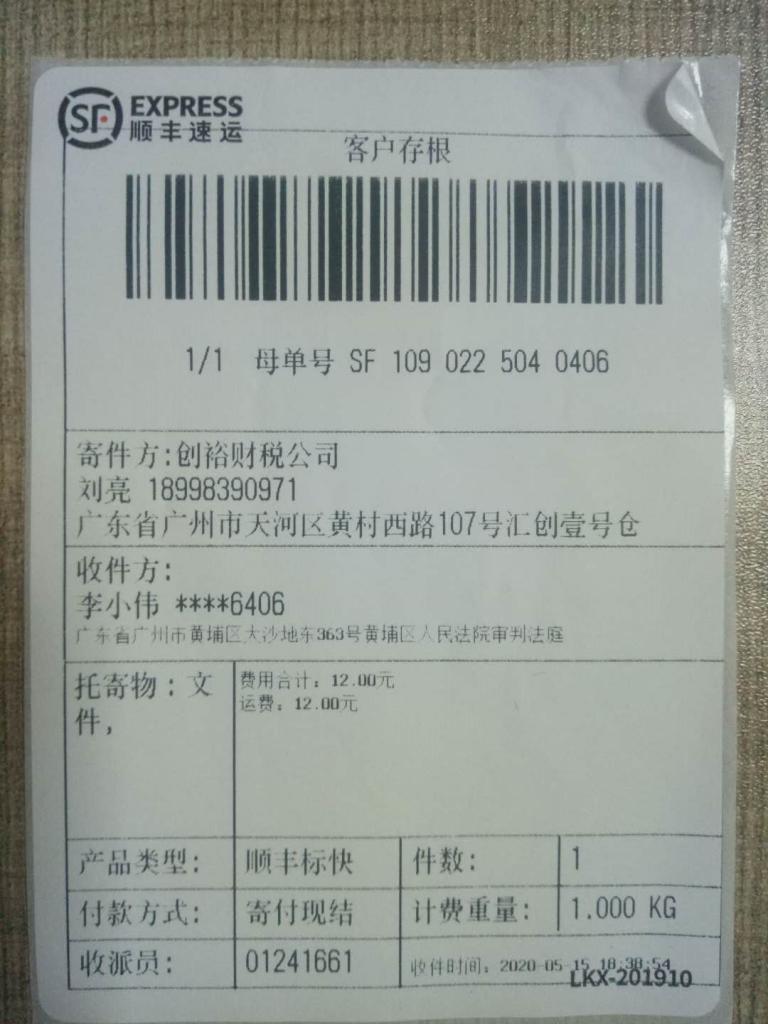 SF EXPRESS
顺丰速运
客户存根
1/1 母单号 SF 109 022 504 0406
寄件方:创裕财税公司
刘亮 18998390971
广东省广州市天河区黄村西路107号汇创壹号仓
收件方:
李小伟 ****6406
广东省广州市黄埔区大沙地东363号黄埔区人民法院审判法庭
托寄物:文件,
费用合计:12.00元
运费:12.00元
产品类型: 顺丰标快 件数: 1
付款方式: 寄付现结 计费重量: 1.000 KG
收派员: 01241661 收件时间:2020-05-15 18:38:54
LKX-201910